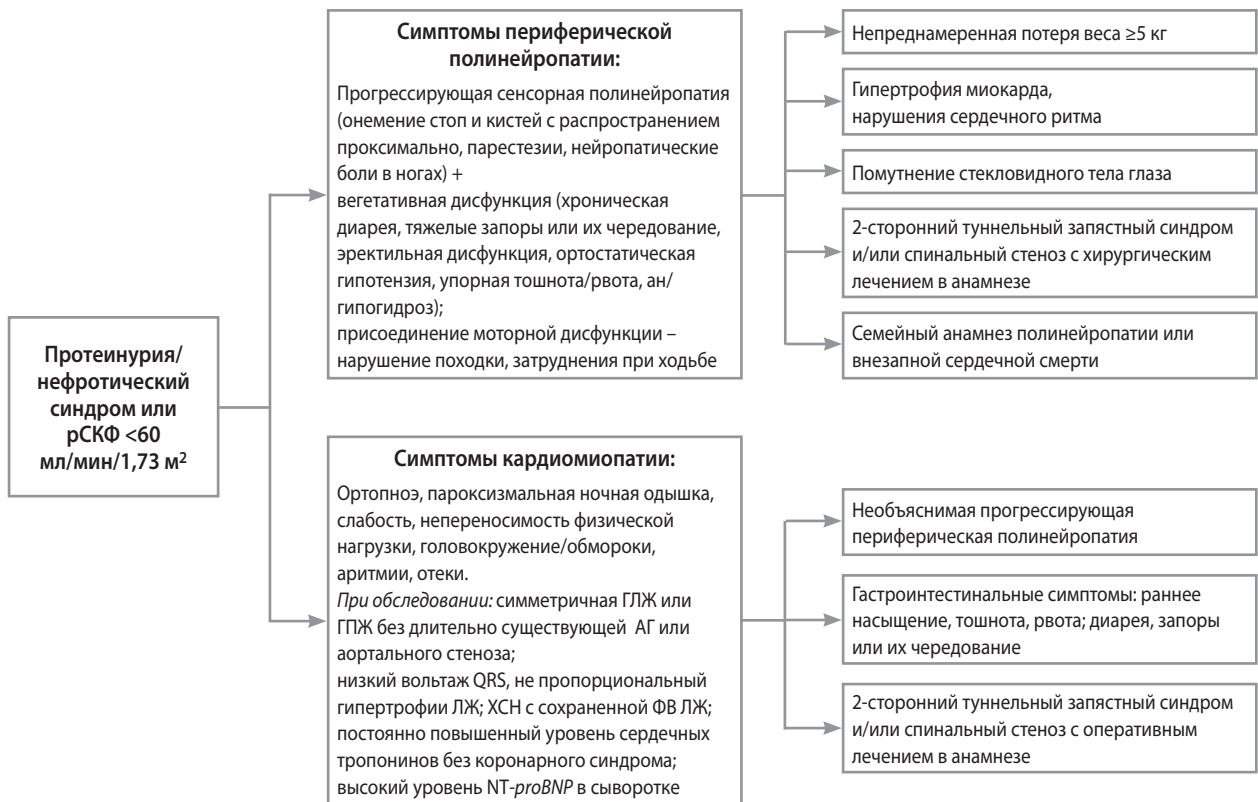 Протеинурия/
нефротический
синдром или
рСКФ <60
мл/мин/1,73 м²
Симптомы периферической
полинейропатии:
Прогрессирующая сенсорная полинейропатия
(онемение стоп и кистей с распространением
проксимально, парестезии, нейропатические
боли в ногах) +
вегетативная дисфункция (хроническая
диарея, тяжелые запоры или их чередование,
эректильная дисфункция, ортостатическая
гипотензия, упорная тошнота/рвота, ан/
гипогидроз);
присоединение моторной дисфункции –
нарушение походки, затруднения при ходьбе
Непреднамеренная потеря веса ≥5 кг
Гипертрофия миокарда,
нарушения сердечного ритма
Помутнение стекловидного тела глаза
2-сторонний туннельный запястный синдром
и/или спинальный стеноз с хирургическим
лечением в анамнезе
Семейный анамнез полинейропатии или
внезапной сердечной смерти
Симптомы кардиомиопатии:
Ортопноэ, пароксизмальная ночная одышка,
слабость, непереносимость физической
нагрузки, головокружение/обмороки,
аритмии, отеки.
При обследовании: симметричная ГЛЖ или
ГПЖ без длительно существующей АГ или
аортального стеноза;
низкий вольтаж QRS, не пропорциональный
гипертрофии ЛЖ; ХСН с сохраненной ФВ ЛЖ;
постоянно повышенный уровень сердечных
тропонинов без коронарного синдрома;
высокий уровень NT-proBNP в сыворотке
Необъяснимая прогрессирующая
периферическая полинейропатия
Гастроинтестинальные симптомы: раннее
насыщение, тошнота, рвота; диарея, запоры
или их чередование
2-сторонний туннельный запястный синдром
и/или спинальный стеноз с оперативным
лечением в анамнезе